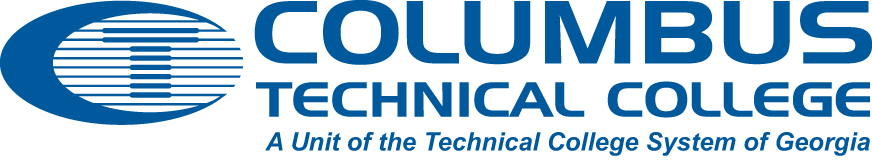 COLUMBUS
TECHNICAL COLLEGE
A Unit of the Technical College System of Georgia